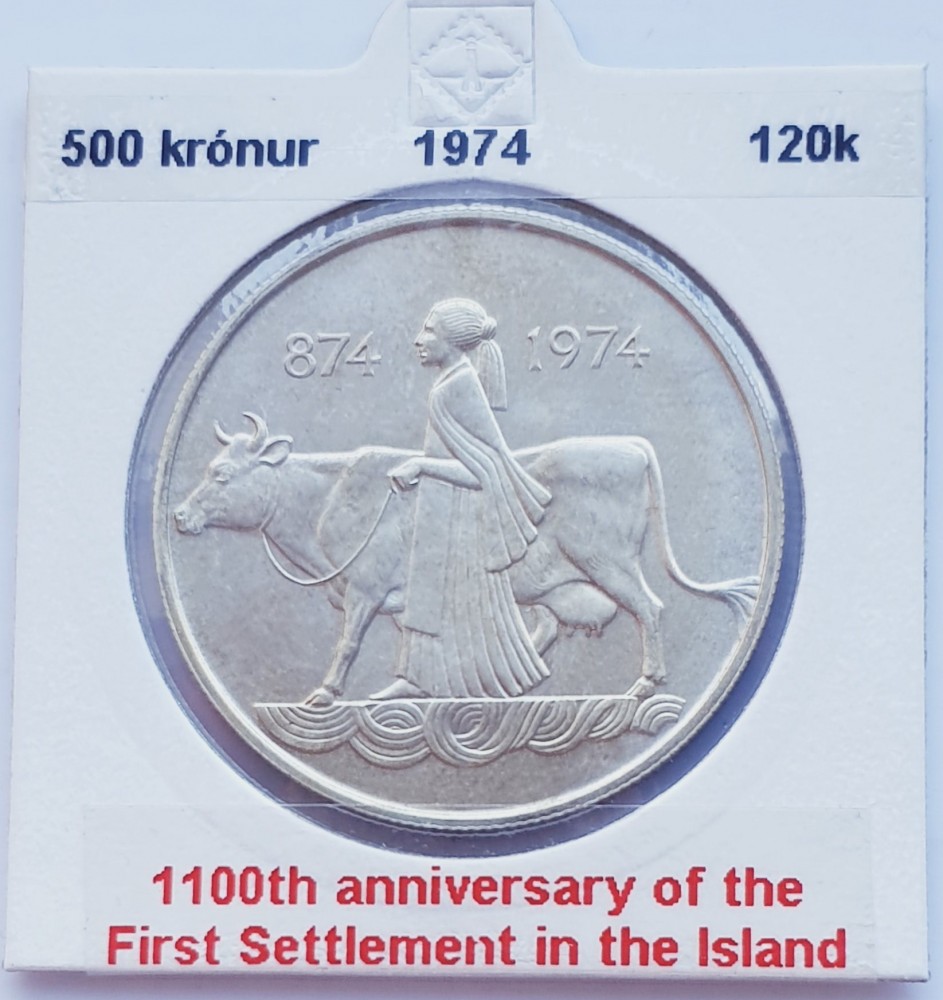 500 krónur 1974 120k
874 1974
1100th anniversary of the
First Settlement in the Island